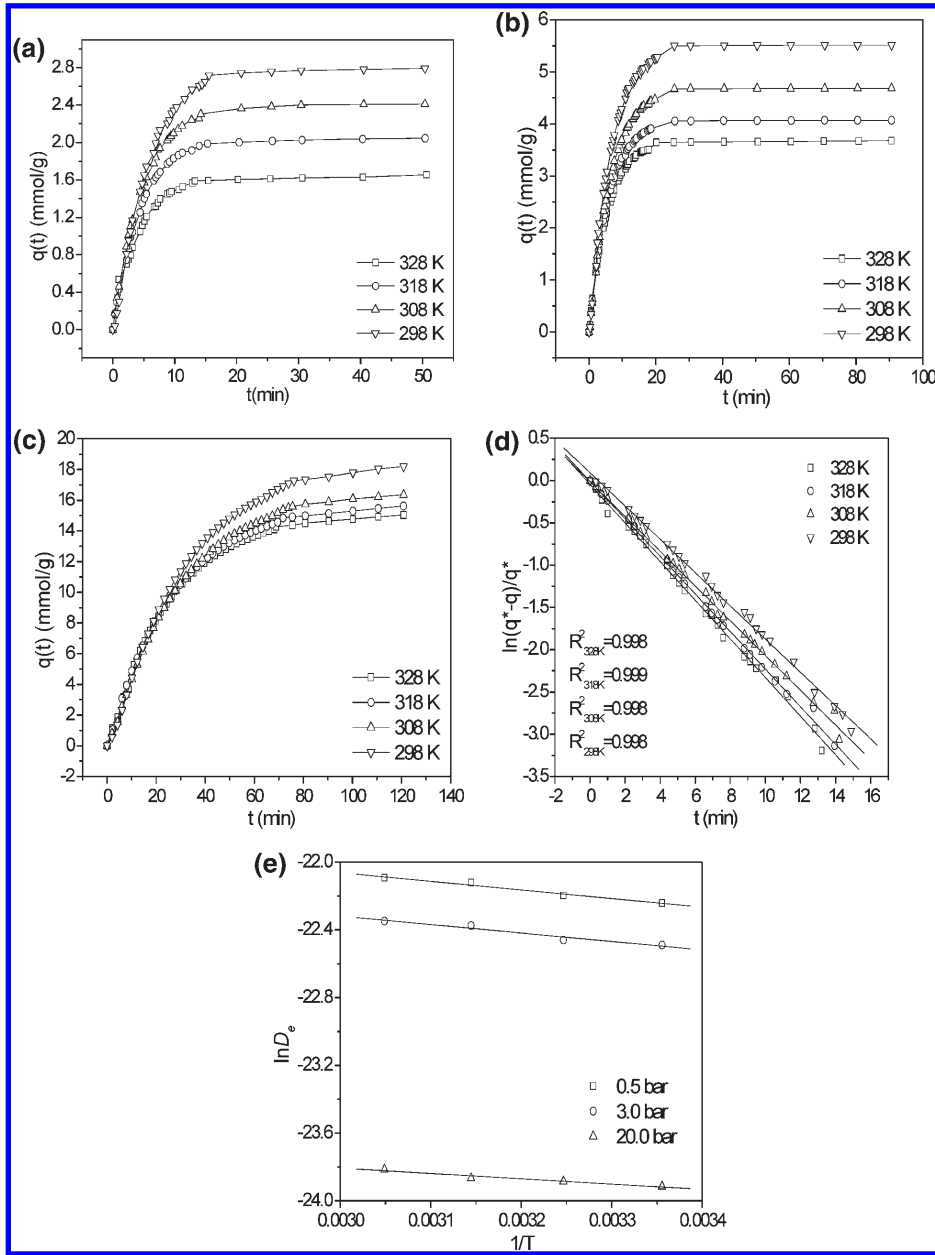 (a)
q(t) (mmol/g)
2.8
2.4
2.0
1.6
1.2
0.8
0.4
0.0
328 K
318 K
308 K
298 K
0 10 20 30 40 50
t(min)
(b)
q(t) (mmol/g)
6
5
4
3
2
1
0
328 K
318 K
308 K
298 K
0 20 40 60 80 100
t (min)
(c)
q(t) (mmol/g)
20
18
16
14
12
10
8
6
4
2
0
-2
328 K
318 K
308 K
298 K
0 20 40 60 80 100 120 140
t (min)
(d)
ln(q*-q)/q*
0.5
0.0
-0.5
-1.0
-1.5
-2.0
-2.5
-3.0
-3.5
328 K
318 K
308 K
298 K
R²328K=0.998
R²318K=0.999
R²308K=0.998
R²298K=0.998
-2 0 2 4 6 8 10 12 14 16
t (min)
(e)
lnDe
-22.0
-22.4
-22.8
-23.2
-23.6
-24.0
0.5 bar
3.0 bar
20.0 bar
0.0030 0.0031 0.0032 0.0033 0.0034
1/T